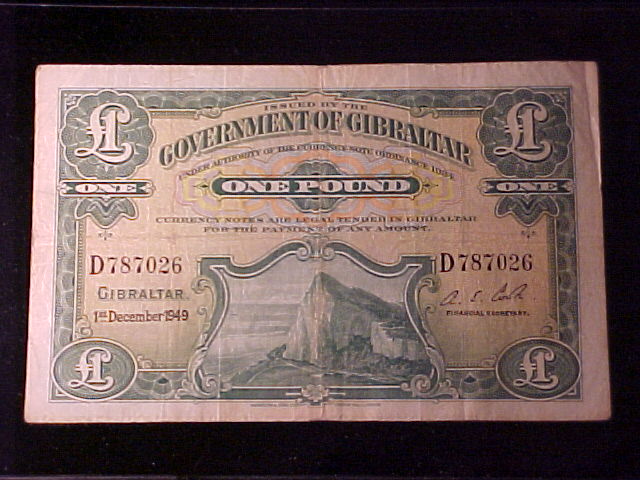 £1 £1
ISSUED BY THE
GOVERNMENT OF GIBRALTAR
UNDER AUTHORITY OF THE CURRENCY NOTE ORDINANCE 1934.
ONE ONE POUND ONE
CURRENCY NOTES ARE LEGAL TENDER IN GIBRALTAR
FOR THE PAYMENT OF ANY AMOUNT.
D787026 D787026
GIBRALTAR.
1st December 1949
FINANCIAL SECRETARY.
£1 £1